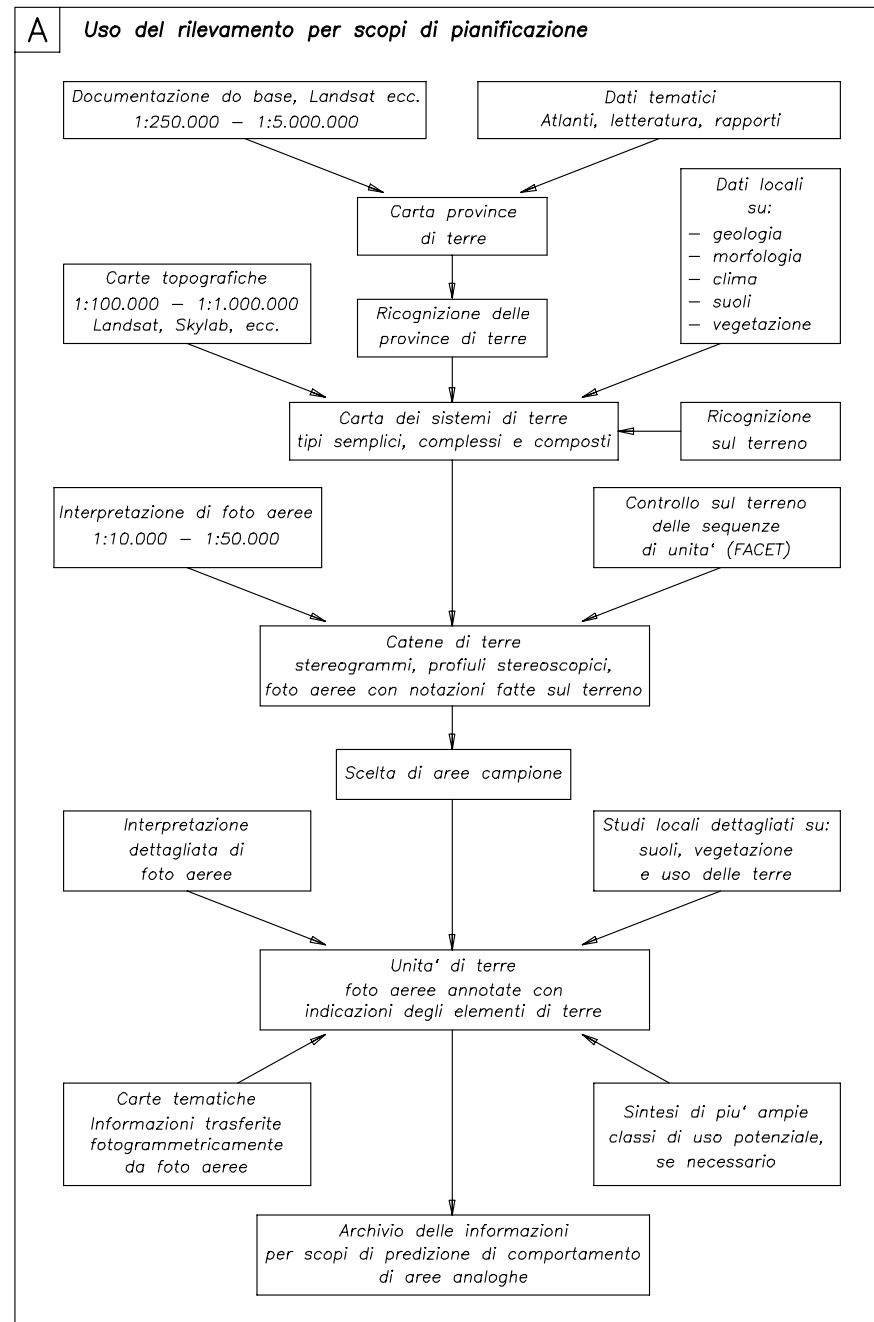 A
Uso del rilevamento per scopi di pianificazione
Documentazione do base, Landsat ecc.
1:250.000 – 1:5.000.000
Dati tematici
Atlanti, letteratura, rapporti
Carta province
di terre
Dati locali
su:
– geologia
– morfologia
– clima
– suoli
– vegetazione
Carte topografiche
1:100.000 – 1:1.000.000
Landsat, Skylab, ecc.
Ricognizione delle
province di terre
Carta dei sistemi di terre
tipi semplici, complessi e composti
Ricognizione
sul terreno
Interpretazione di foto aeree
1:10.000 – 1:50.000
Controllo sul terreno
delle sequenze
di unita‘ (FACET)
Catene di terre
stereogrammi, profiuli stereoscopici,
foto aeree con notazioni fatte sul terreno
Scelta di aree campione
Interpretazione
dettagliata di
foto aeree
Studi locali dettagliati su:
suoli, vegetazione
e uso delle terre
Unita‘ di terre
foto aeree annotate con
indicazioni degli elementi di terre
Carte tematiche
Informazioni trasferite
fotogrammetricamente
da foto aeree
Sintesi di piu‘ ampie
classi di uso potenziale,
se necessario
Archivio delle informazioni
per scopi di predizione di comportamento
di aree analoghe